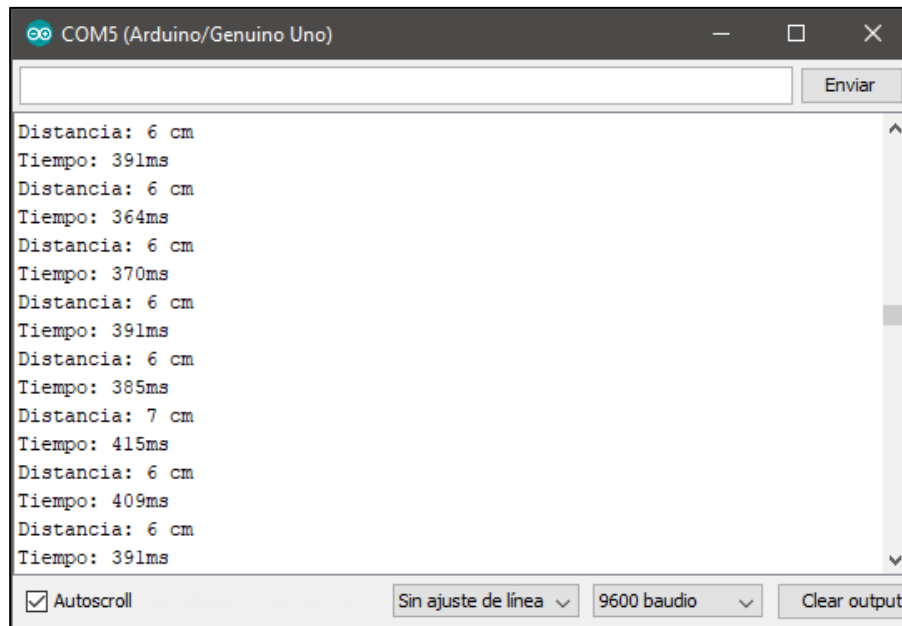 COM5 (Arduino/Genuino Uno)
Enviar
Distancia: 6 cm
Tiempo: 391ms
Distancia: 6 cm
Tiempo: 364ms
Distancia: 6 cm
Tiempo: 370ms
Distancia: 6 cm
Tiempo: 391ms
Distancia: 6 cm
Tiempo: 385ms
Distancia: 7 cm
Tiempo: 415ms
Distancia: 6 cm
Tiempo: 409ms
Distancia: 6 cm
Tiempo: 391ms
Autoscroll Sin ajuste de línea 9600 baudio Clear output